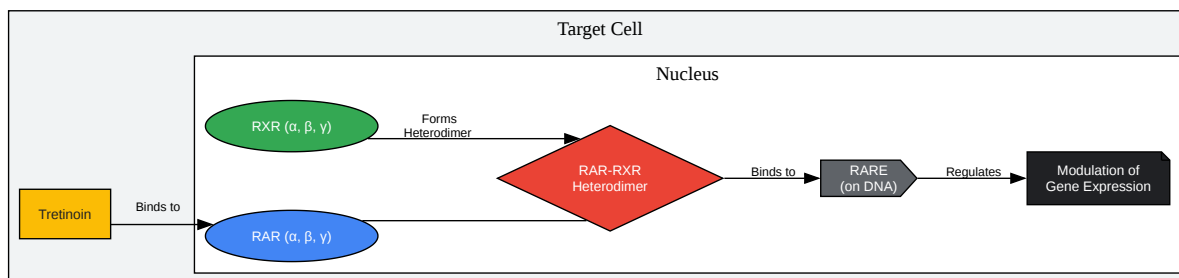 Target Cell
Nucleus
RXR (α, β, γ)
Forms
Heterodimer
RAR-RXR
Heterodimer
Binds to
RARE
(on DNA)
Regulates
Modulation of
Gene Expression
Tretinoin
Binds to
RAR (α, β, γ)